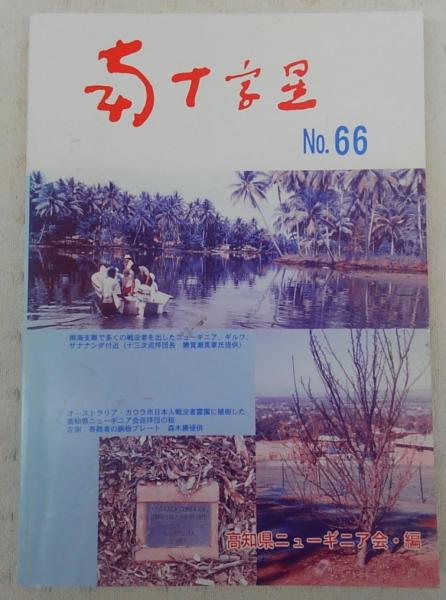 南十字星
No.66
南海支隊で多くの戦没者を出したニューギニア、ギルワ、
サナナンダ付近(十三次巡拝団長 勝賀瀬真軍氏提供)
オーストラリア・カウラ市日本人戦没者霊園に植樹した
高知県ニューギニア会巡拝団の桜
左側 寄贈者の銅板プレート 森木勝提供
高知県ニューギニア会・編